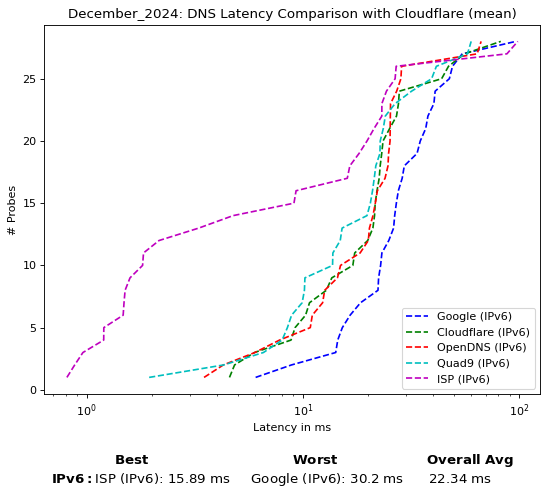 December_2024: DNS Latency Comparison with Cloudflare (mean)
25
20
15
10
5
0
# Probes
Google (IPv6)
Cloudflare (IPv6)
OpenDNS (IPv6)
Quad9 (IPv6)
ISP (IPv6)
10⁰ 10¹ 10²
Latency in ms
Best Worst Overall Avg
IPv6: ISP (IPv6): 15.89 ms Google (IPv6): 30.2 ms 22.34 ms